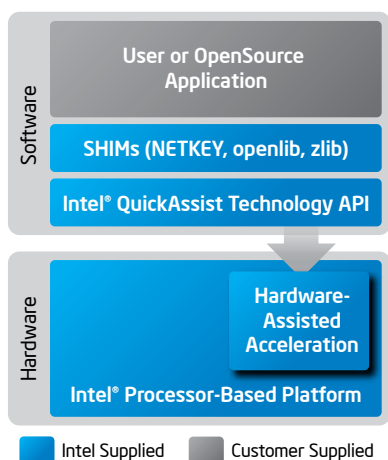 Software
User or OpenSource
Application
SHIMs (NETKEY, openlib, zlib)
Intel® QuickAssist Technology API
Hardware
Hardware-
Assisted
Acceleration
Intel® Processor-Based Platform
Intel Supplied
Customer Supplied